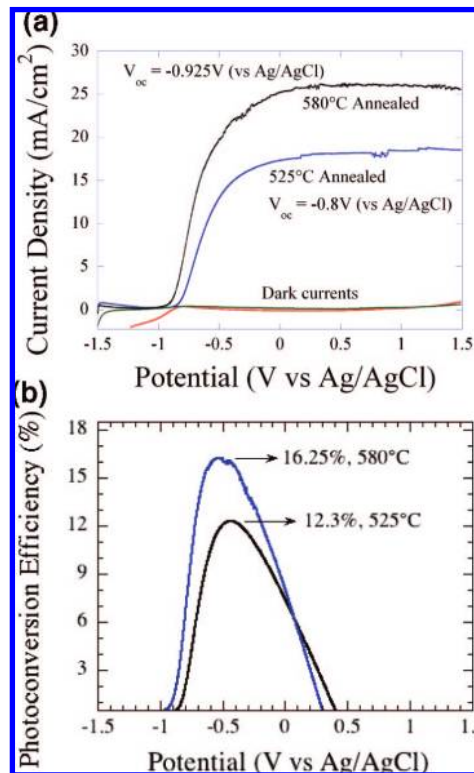 (a)
30
25
20
15
10
5
0
Current Density (mA/cm²)
V_oc = -0.925V (vs Ag/AgCl)
580°C Annealed
525°C Annealed
V_oc = -0.8V (vs Ag/AgCl)
Dark currents
-1.5 -1 -0.5 0 0.5 1 1.5
Potential (V vs Ag/AgCl)
(b)
18
15
12
9
6
3
Photoconversion Efficiency (%)
16.25%, 580°C
12.3%, 525°C
-1.5 -1 -0.5 0 0.5 1 1.5
Potential (V vs Ag/AgCl)